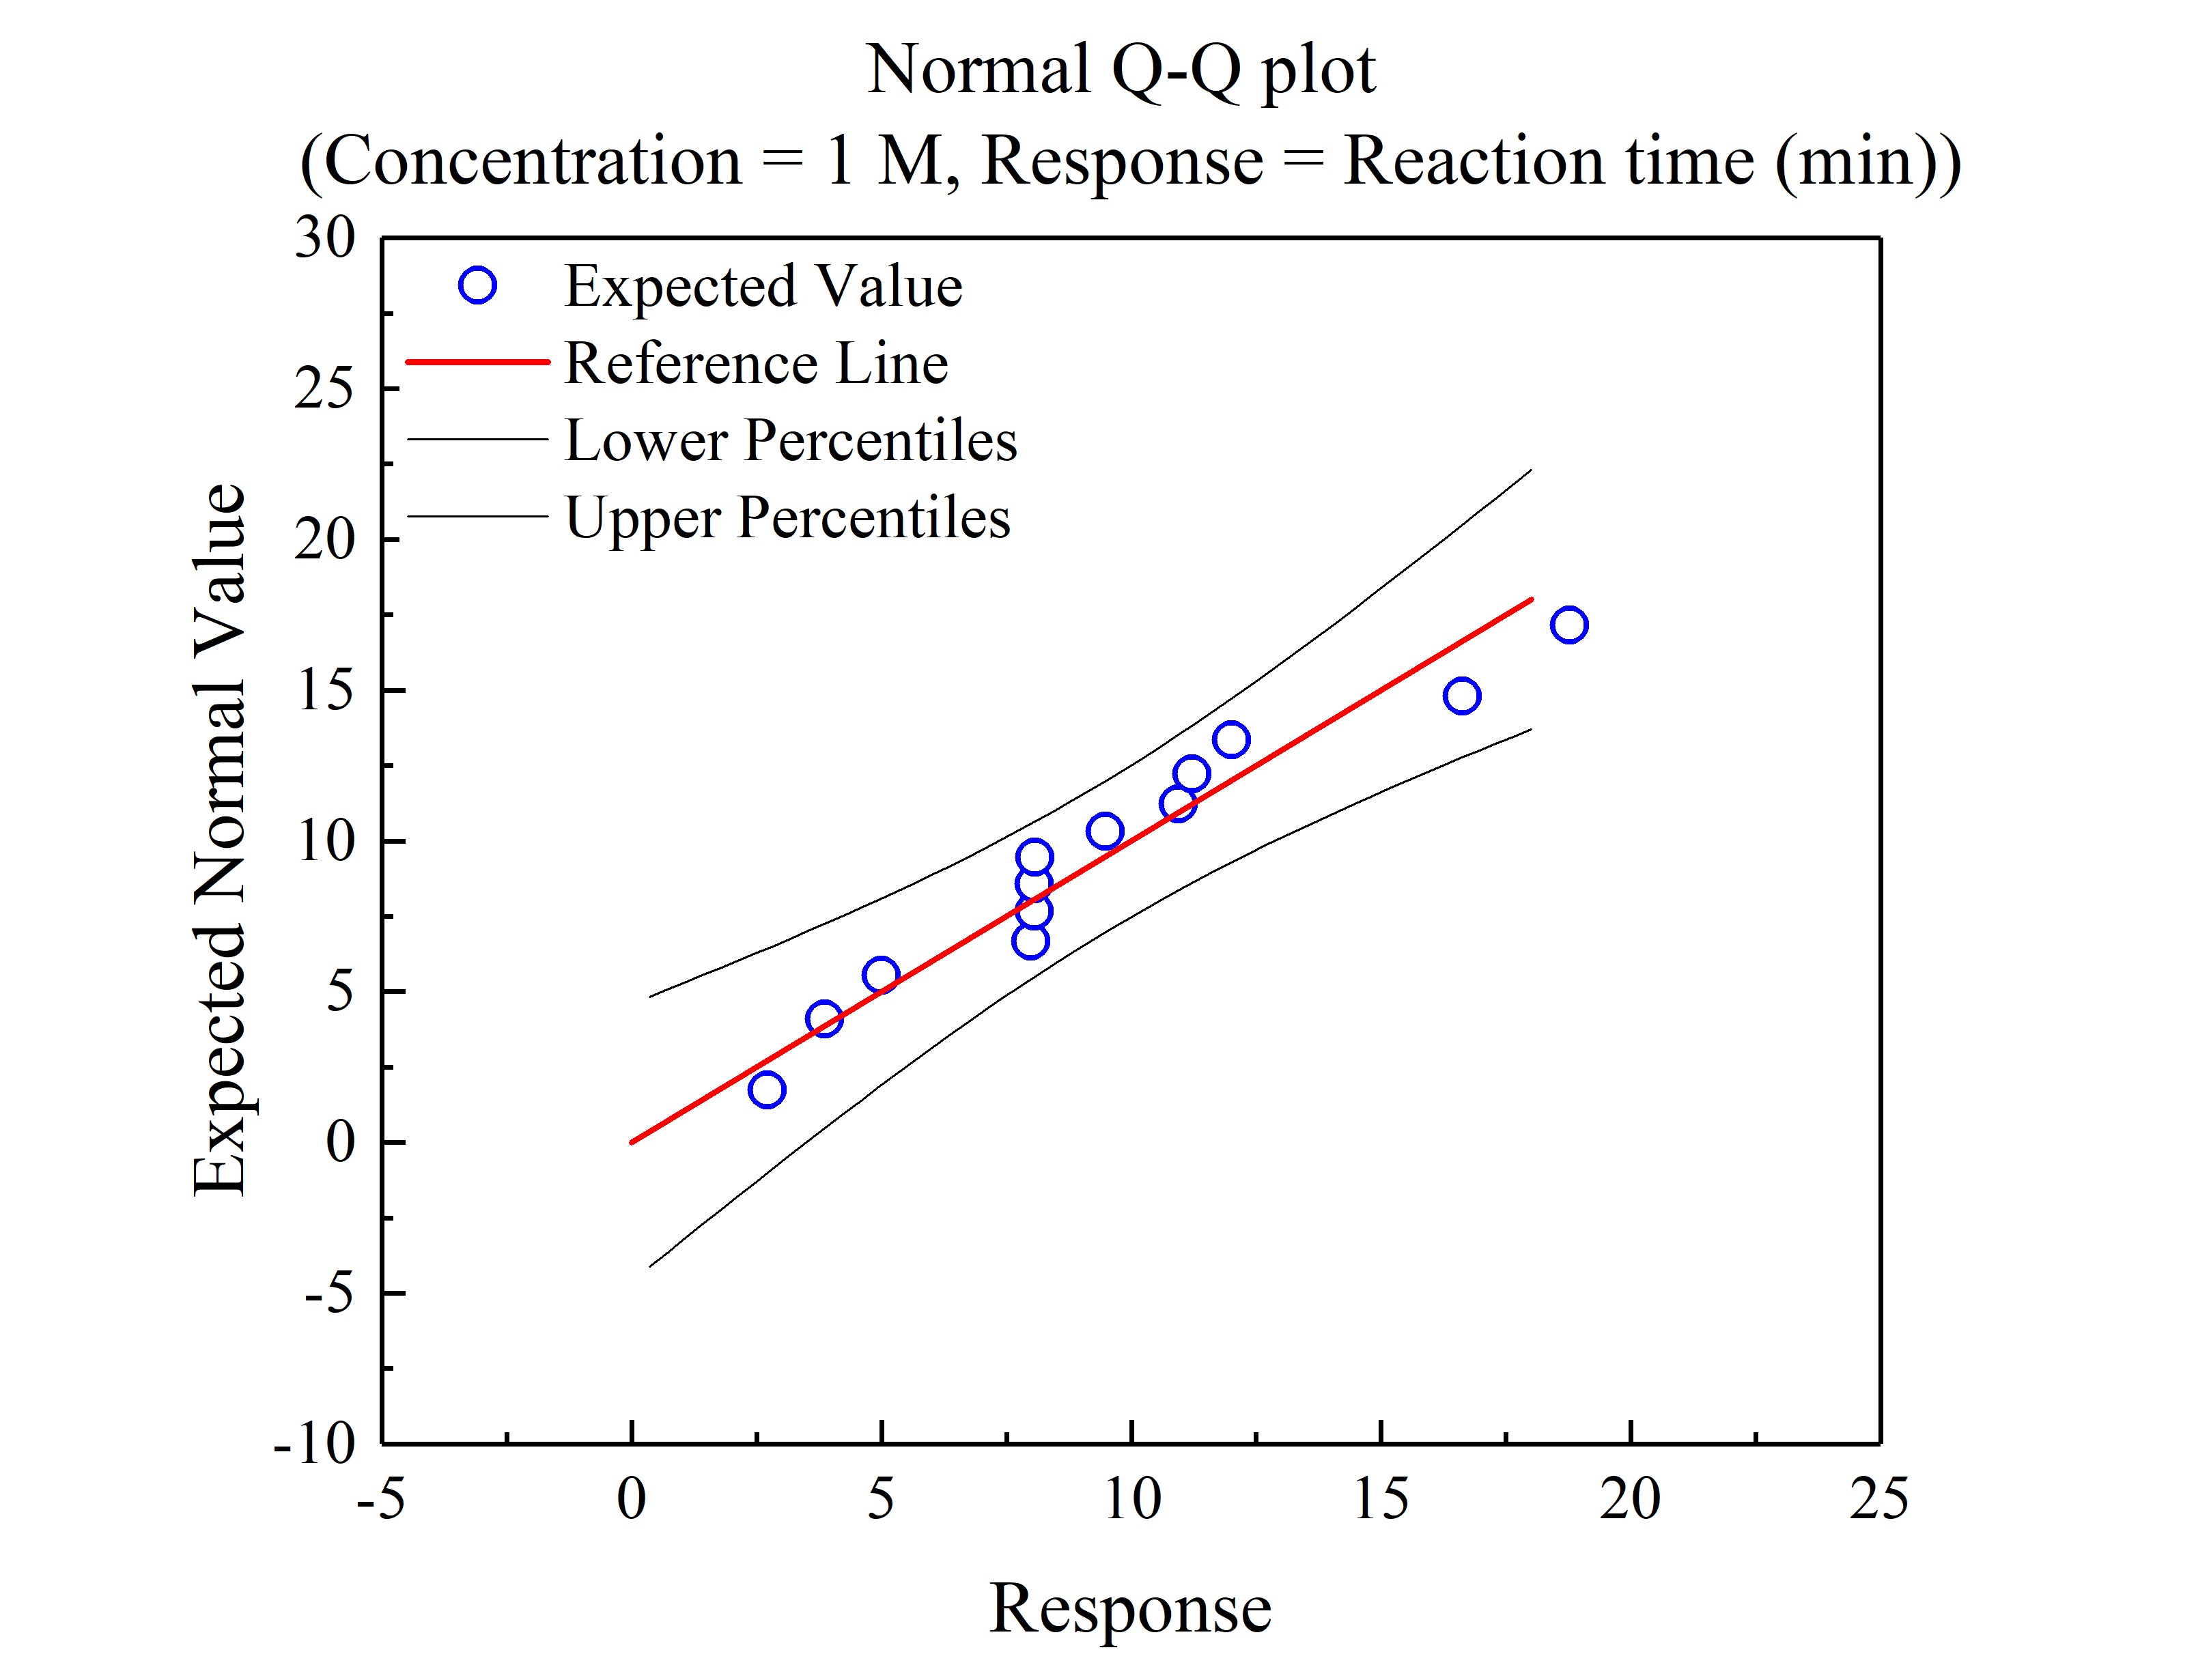 Normal Q-Q plot
(Concentration = 1 M, Response = Reaction time (min))
30
25
20
15
10
5
0
-5
-10
Expected Value
Reference Line
Lower Percentiles
Upper Percentiles
Expected Normal Value
-5 0 5 10 15 20 25
Response